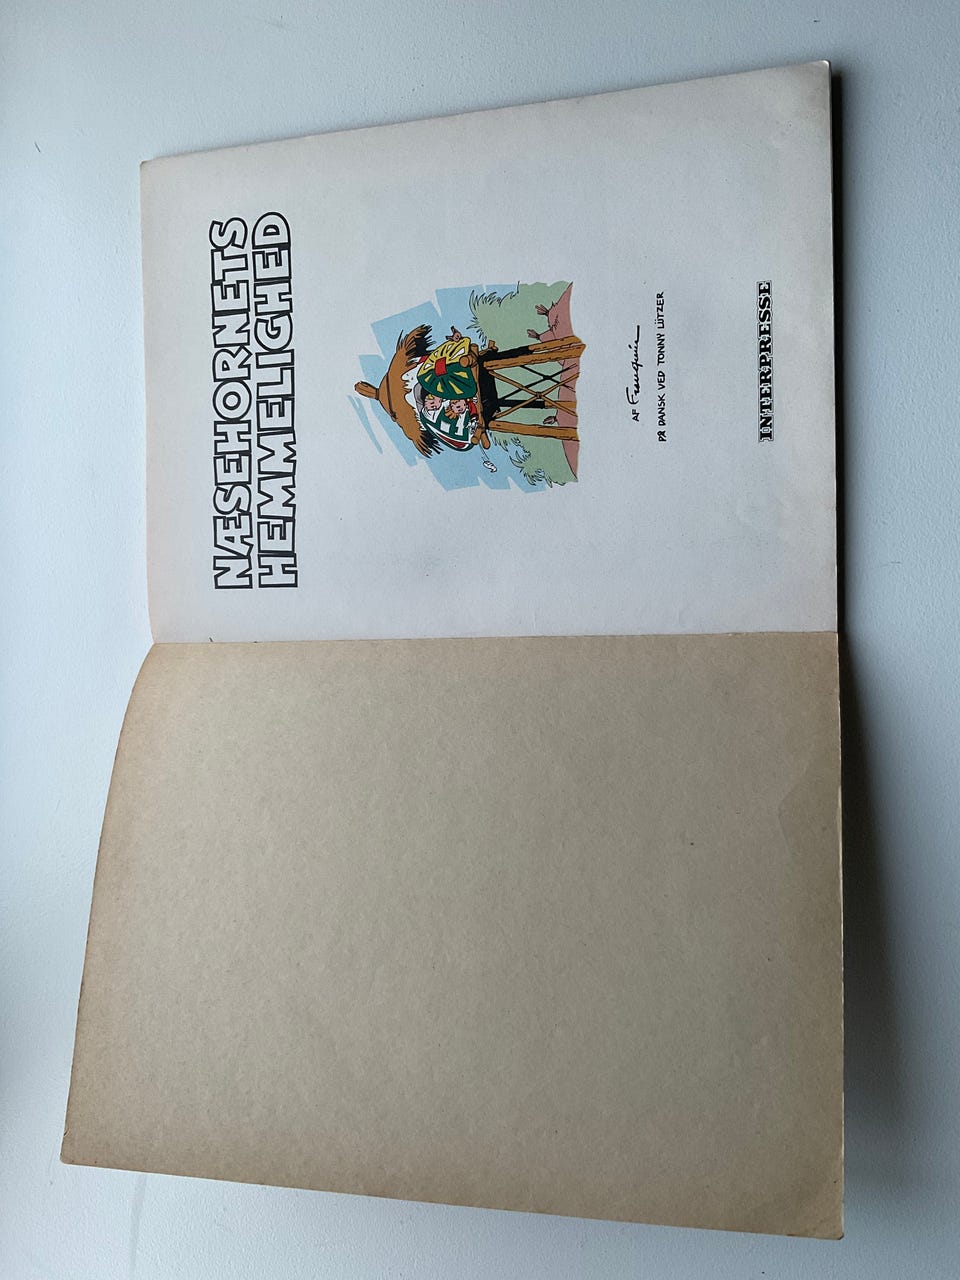 NÆSEHORNETS
HEMMELIGHED
AF Franquin
PÅ DANSK VED TONNY LÜTZER
INTERPRESSE